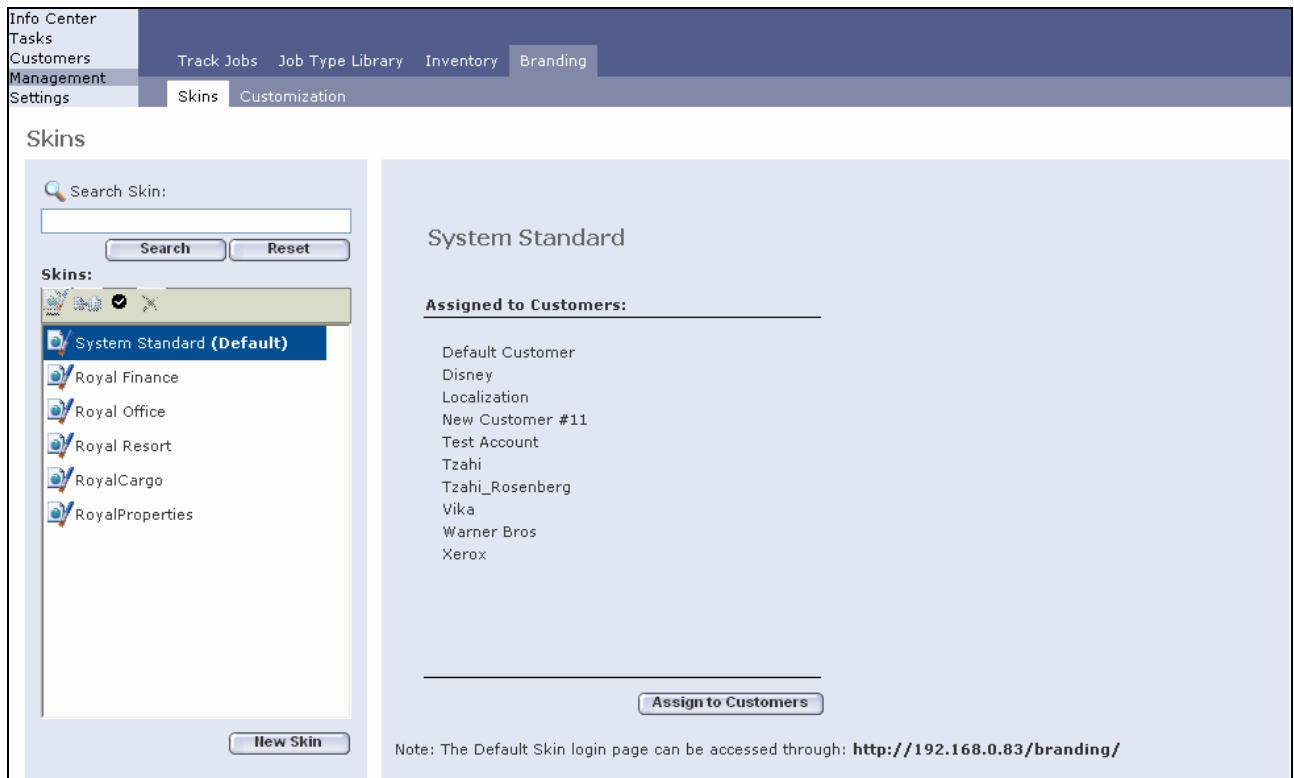 Info Center
Tasks
Customers
Management
Settings
Track Jobs Job Type Library Inventory Branding
Skins Customization
Skins
Search Skin:
Search Reset
Skins:
System Standard (Default)
Royal Finance
Royal Office
Royal Resort
RoyalCargo
RoyalProperties
New Skin
System Standard
Assigned to Customers:
Default Customer
Disney
Localization
New Customer #11
Test Account
Tzahi
Tzahi_Rosenberg
Vika
Warner Bros
Xerox
Assign to Customers
Note: The Default Skin login page can be accessed through: http://192.168.0.83/branding/